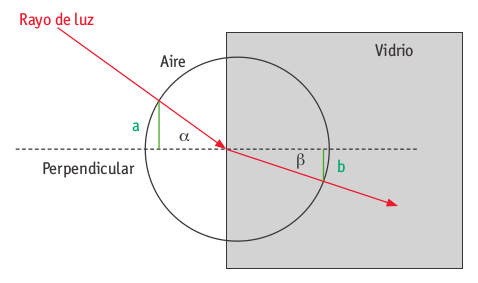 Rayo de luz
Aire
Vidrio
a
α
Perpendicular
β
b